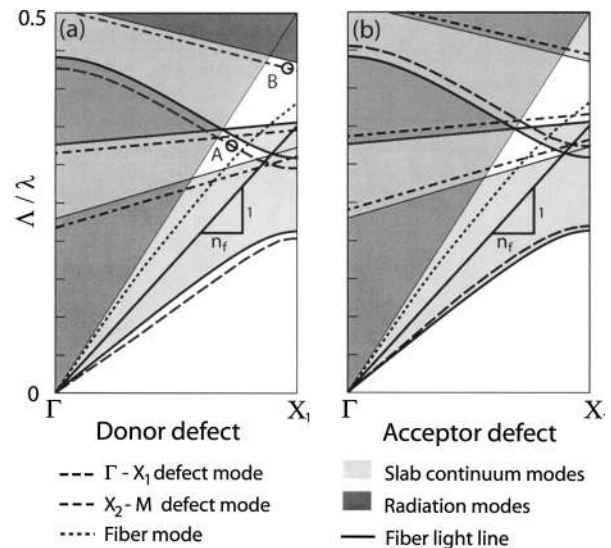 0.5
(a)
(b)
B
A
Λ / λ
1
n_f
1
n_f
0
Γ
X₁
Γ
X
Donor defect
Acceptor defect
Γ - X₁ defect mode
X₂ - M defect mode
Fiber mode
Slab continuum modes
Radiation modes
Fiber light line